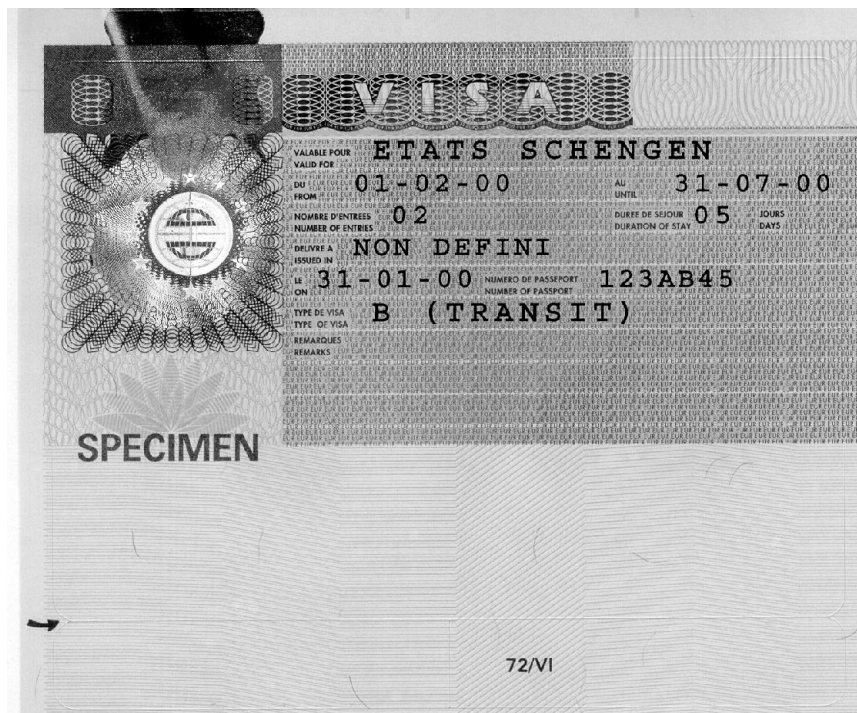 VISA
VALABLE POUR ETATS SCHENGEN
VALID FOR
DU 01-02-00 AU 31-07-00
FROM UNTIL
NOMBRE D'ENTREES 02 DUREE DE SEJOUR 05 JOURS
NUMBER OF ENTRIES DURATION OF STAY DAYS
DELIVRE A NON DEFINI
ISSUED IN
LE 31-01-00 NUMERO DE PASSEPORT 123AB45
ON NUMBER OF PASSPORT
TYPE DE VISA B (TRANSIT)
TYPE OF VISA
REMARQUES
REMARKS
SPECIMEN
72/VI